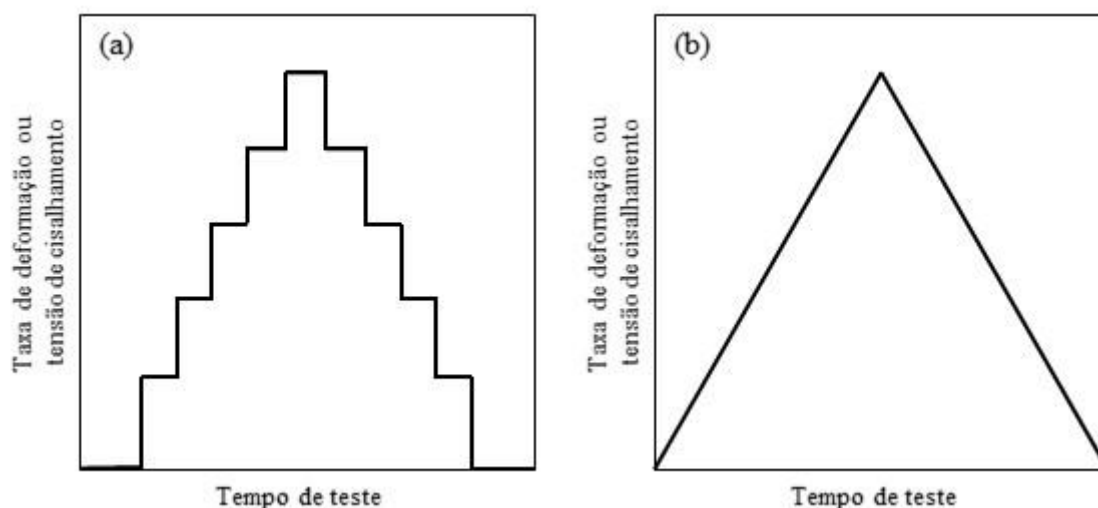 (a)
Taxa de deformação ou
tensão de cisalhamento
Tempo de teste
(b)
Taxa de deformação ou
tensão de cisalhamento
Tempo de teste